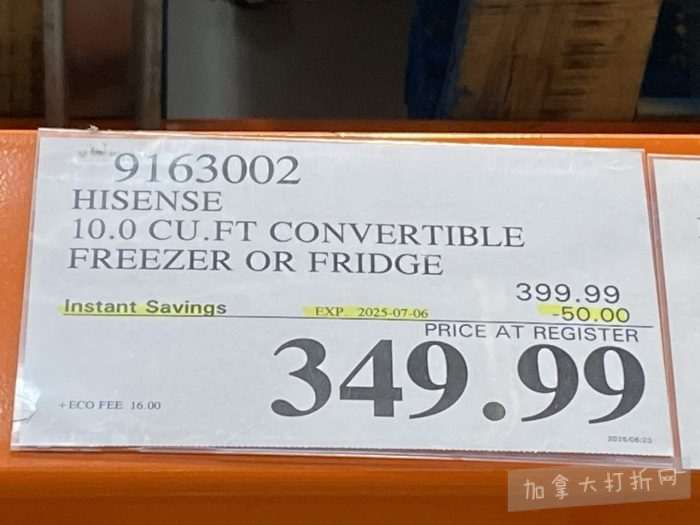 9163002
HISENSE
10.0 CU.FT CONVERTIBLE
FREEZER OR FRIDGE
399.99
Instant Savings EXP. 2025-07-06 -50.00
PRICE AT REGISTER
349.99
+ECO FEE 16.00
2025/06/23
加拿大打折网